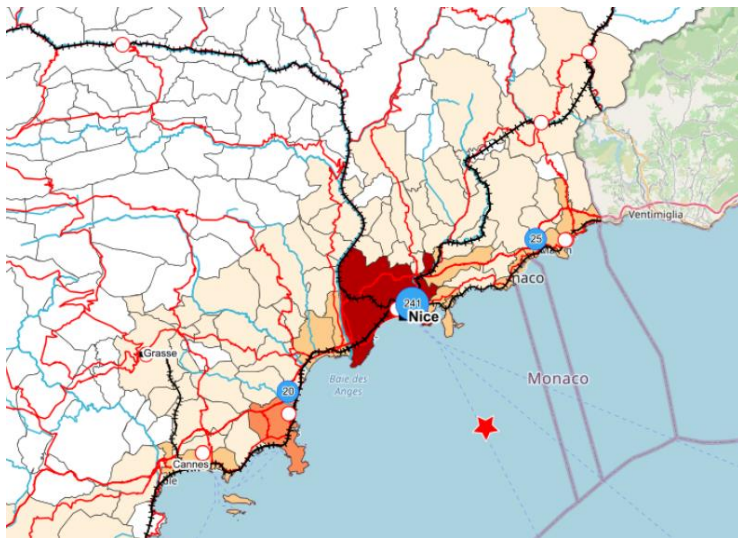 Ventimiglia
25
naco
241
Nice
Grasse
Baie des
Anges
Monaco
20
Cannes